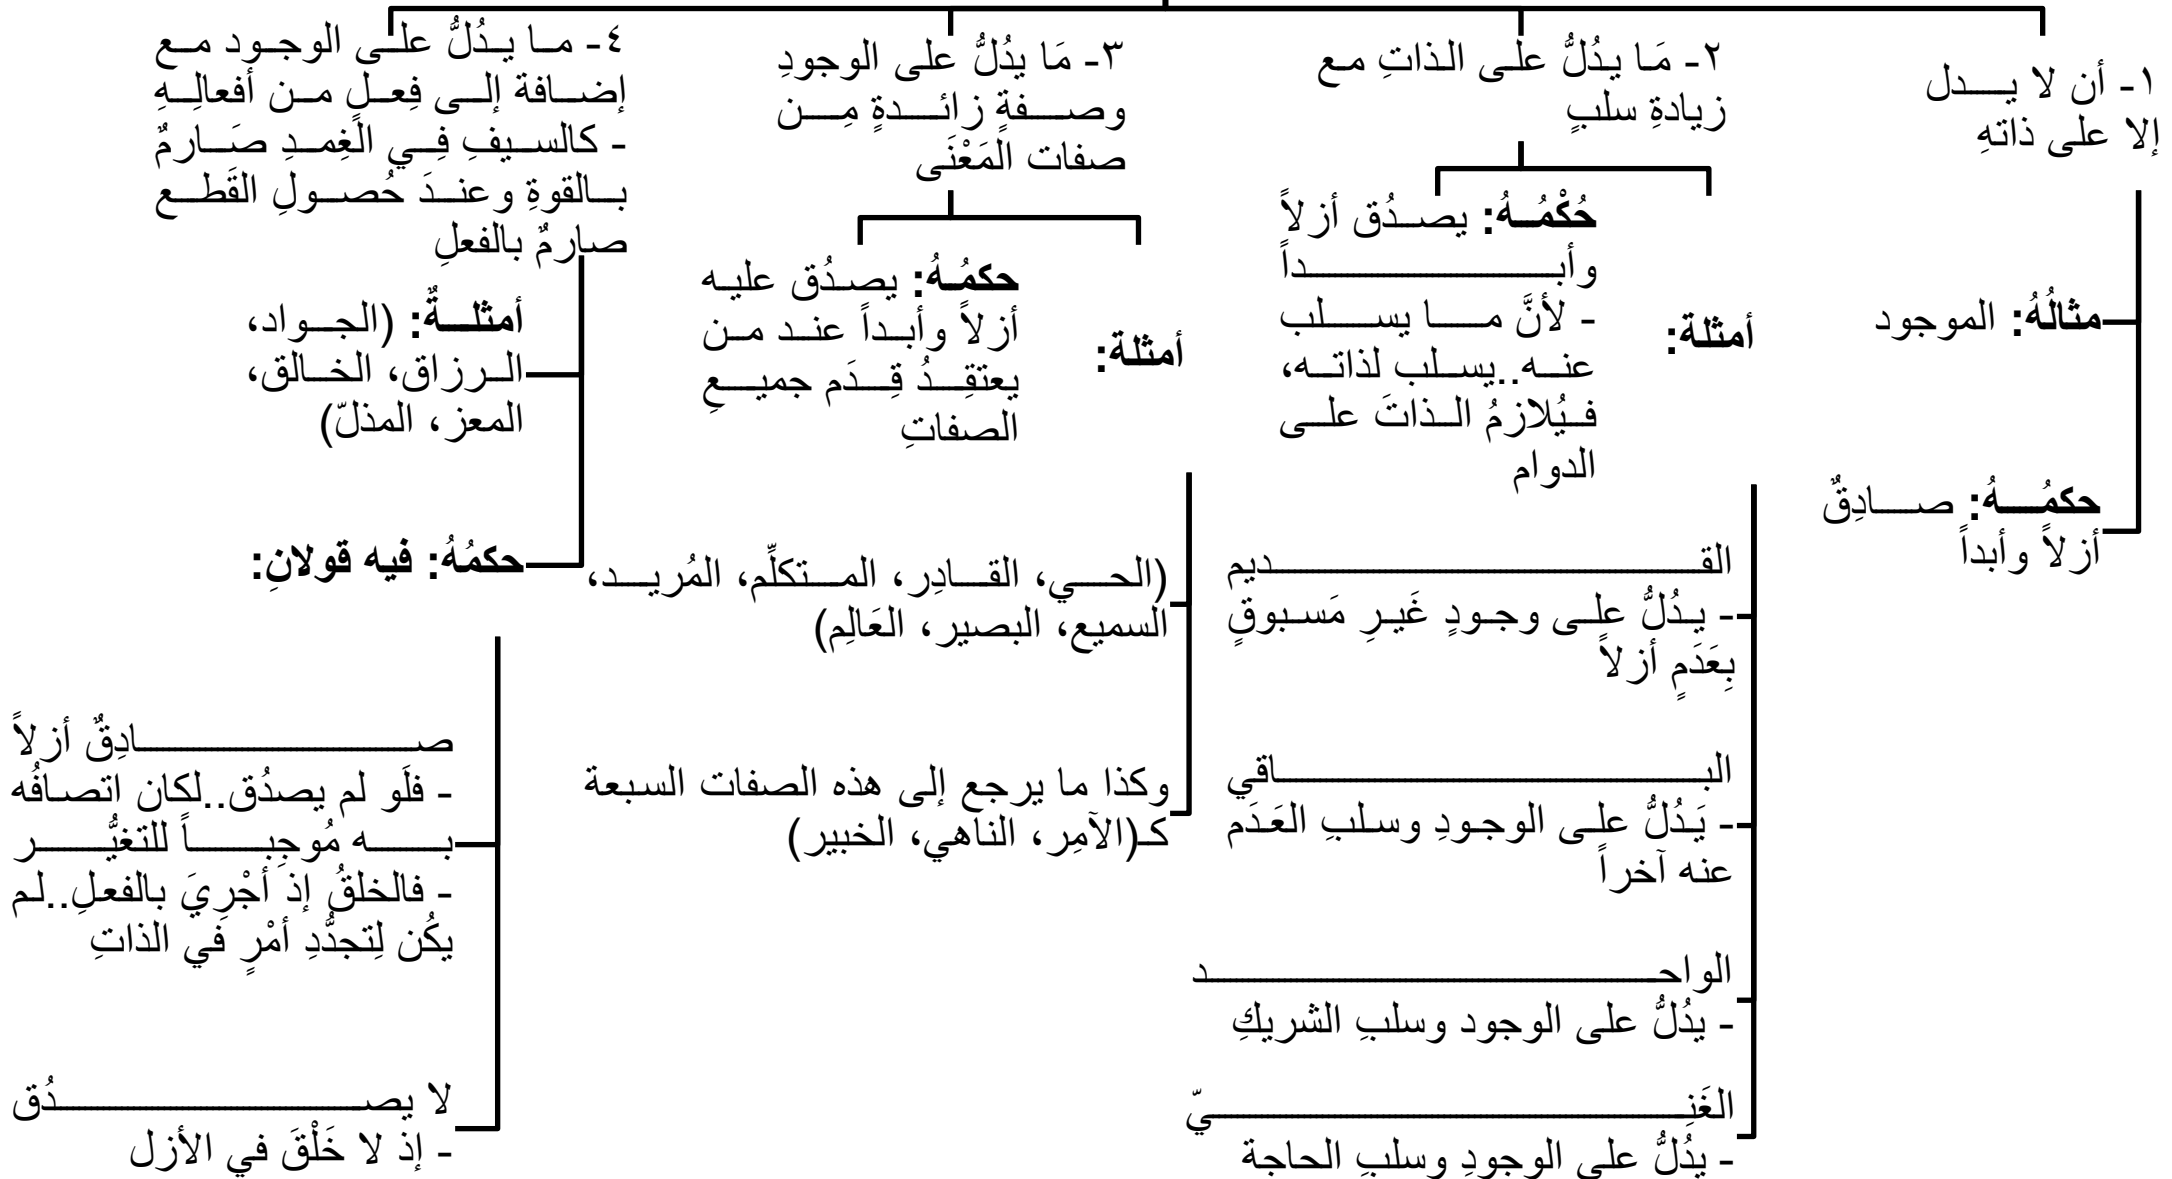 ١- أن لا يدل
إلا على ذاتهِ
مثالُهُ: الموجود
حكمُهُ: صادِقٌ
أزلاً وأبداً
٢- مَا يدُلُّ على الذاتِ مع
زيادةِ سلبٍ
حُكْمُهُ: يصدُق أزلاً
وأبداً
- لأنَّ ما يسلب
عنه..يسلب لذاته،
فيُلازمُ الذاتَ على
الدوام
أمثلة:
القديم
- يدُلُّ على وجودٍ غَيرِ مَسبوقٍ
بِعَدَمٍ أزلاً
الباقي
- يَدُلُّ على الوجودِ وسلبِ العَدَم
عنه آخراً
الواحد
- يدُلُّ على الوجود وسلبِ الشريكِ
الغَنِيّ
- يدُلُّ على الوجودِ وسلبِ الحاجة
٣- مَا يدُلُّ على الوجودِ
وصفةٍ زائدةٍ مِن
صفات المَعْنَى
حكمُهُ: يصدُق عليه
أزلاً وأبداً عند من
يعتقِدُ قِدَم جميعِ
الصفاتِ
أمثلة:
(الحي، القادِر، المتكلِّم، المُريد،
السميع، البصير، العَالِم)
وكذا ما يرجع إلى هذه الصفات السبعة
كـ(الآمِر، الناهي، الخبير)
٤- ما يدُلُّ على الوجود مع
إضافة إلى فِعلٍ من أفعالِهِ
- كالسيفِ فِي الغِمدِ صَارمٌ
بالقوةِ وعندَ حُصولِ القَطع
صارمٌ بالفعلِ
أمثلةٌ: (الجواد،
الرزاق، الخالق،
المعز، المذلّ)
حكمُهُ: فيه قولانِ:
صادِقٌ أزلاً
- فلَو لم يصدُق..لكان اتصافُه
به مُوجِباً للتغيُّر
- فالخلقُ إذ أجْرِيَ بالفعلِ..لم
يكُن لِتجدُّدِ أمْرٍ في الذاتِ
لا يصدُق
- إذ لا خَلْقَ في الأزل